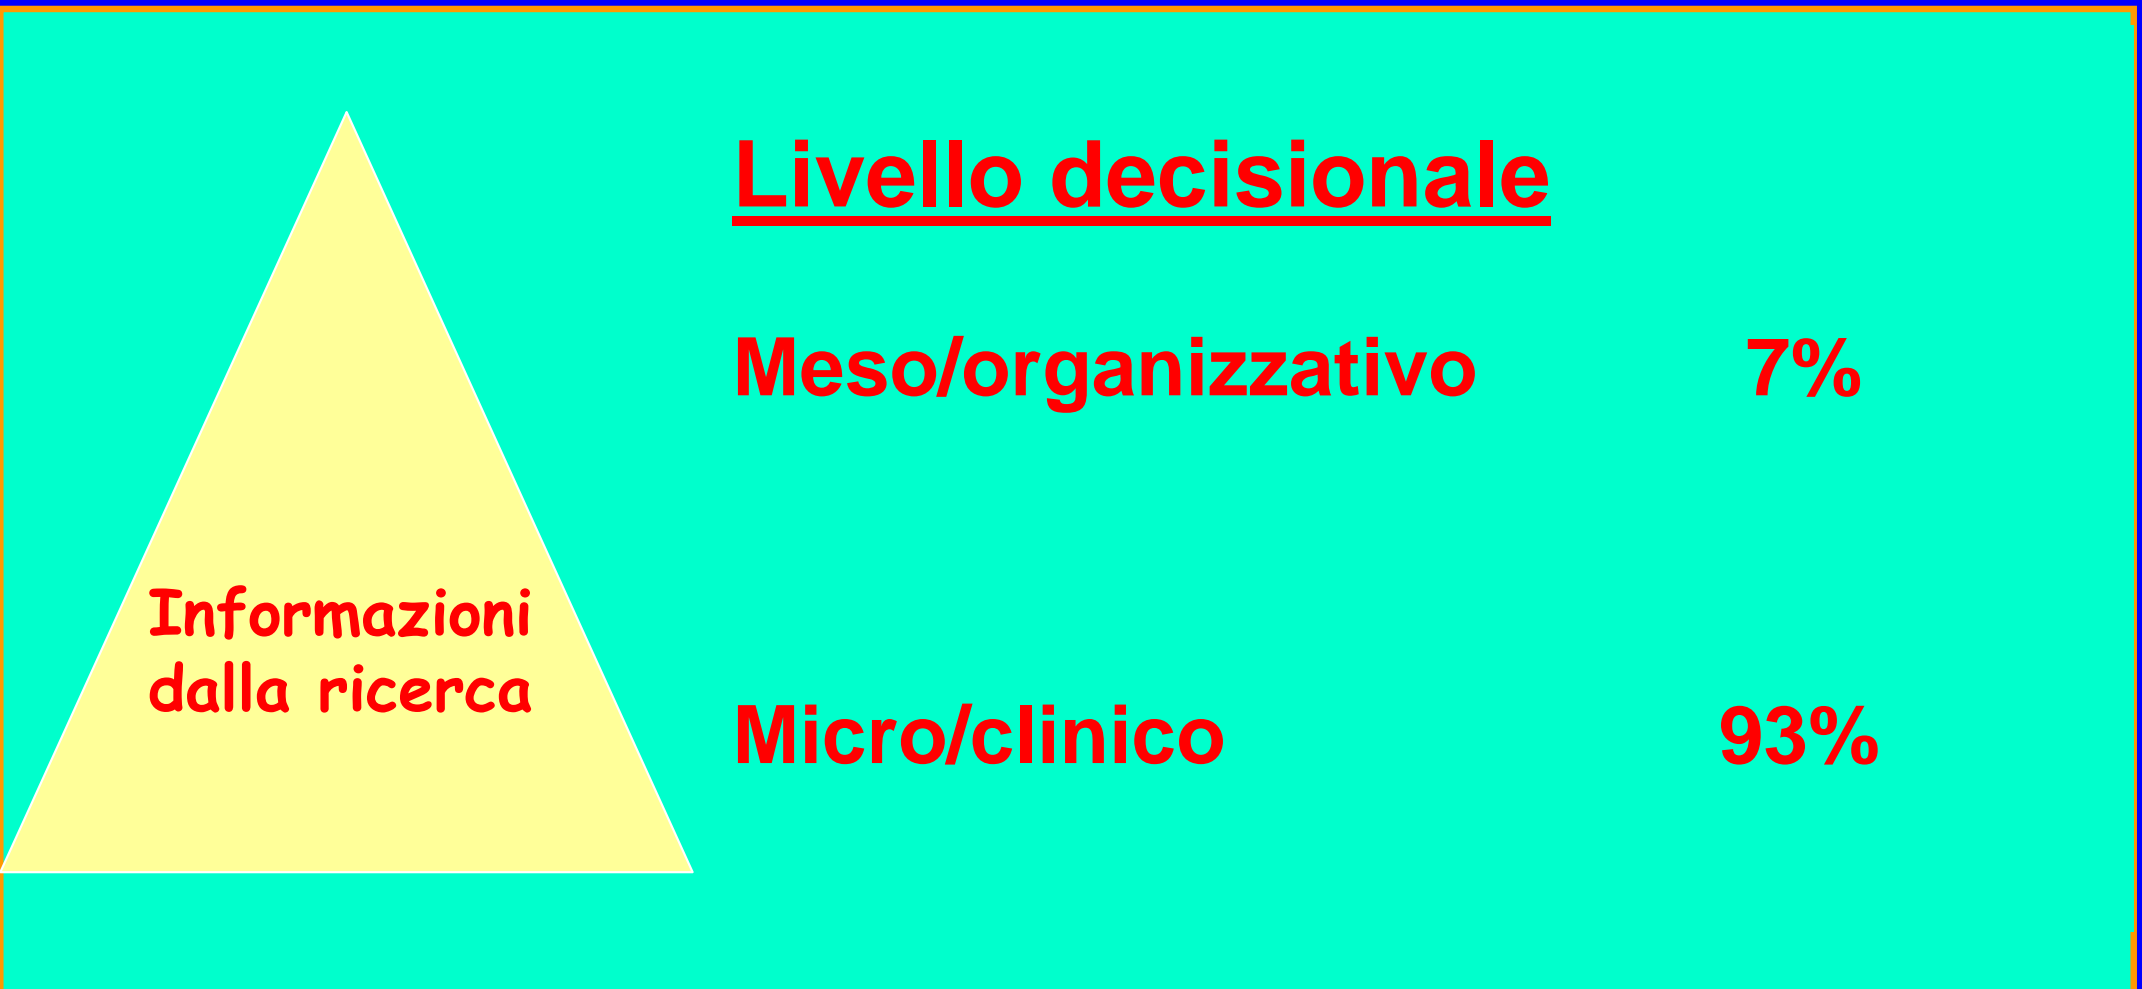 Livello decisionale
Meso/organizzativo 7%
Informazioni
dalla ricerca
Micro/clinico 93%